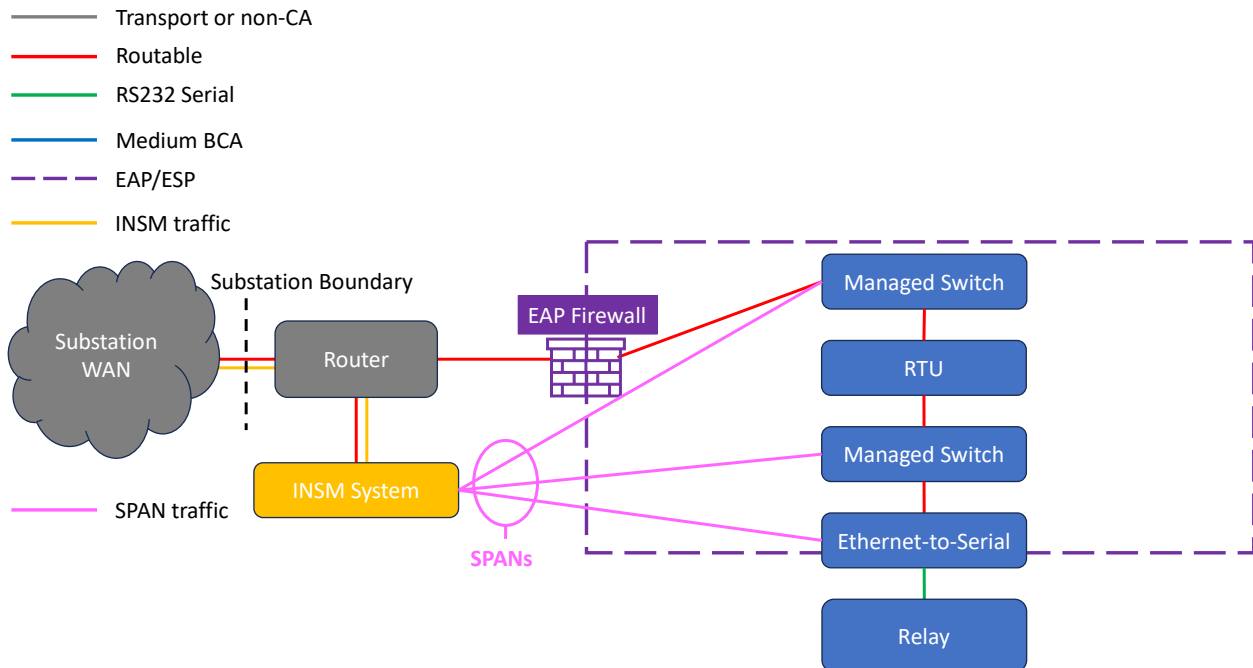 Transport or non-CA
Routable
RS232 Serial
Medium BCA
EAP/ESP
INSM traffic
Substation Boundary
Managed Switch
EAP Firewall
Substation
WAN
Router
RTU
Managed Switch
INSM System
SPAN traffic
SPANs
Ethernet-to-Serial
Relay